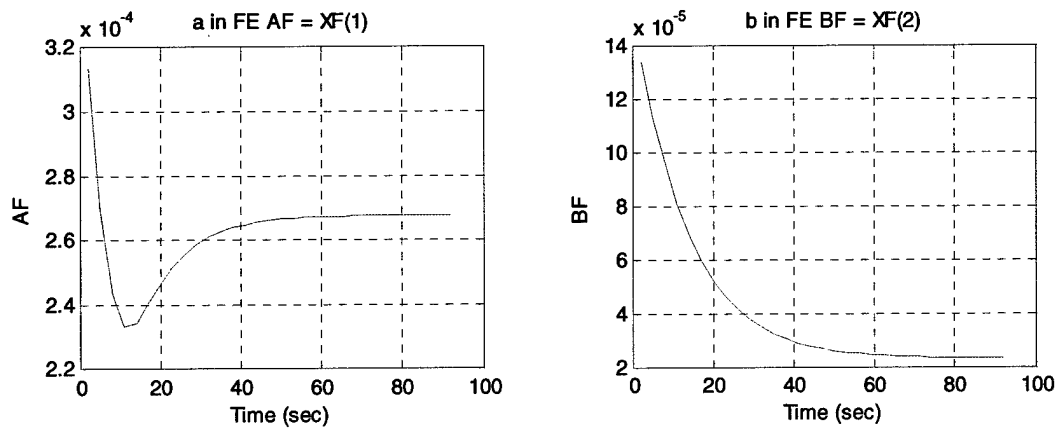 a in FE AF = XF(1)
x 10-4
3.2
3
2.8
2.6
2.4
2.2
AF
0 20 40 60 80 100
Time (sec)
b in FE BF = XF(2)
x 10-5
14
12
10
8
6
4
2
BF
0 20 40 60 80 100
Time (sec)